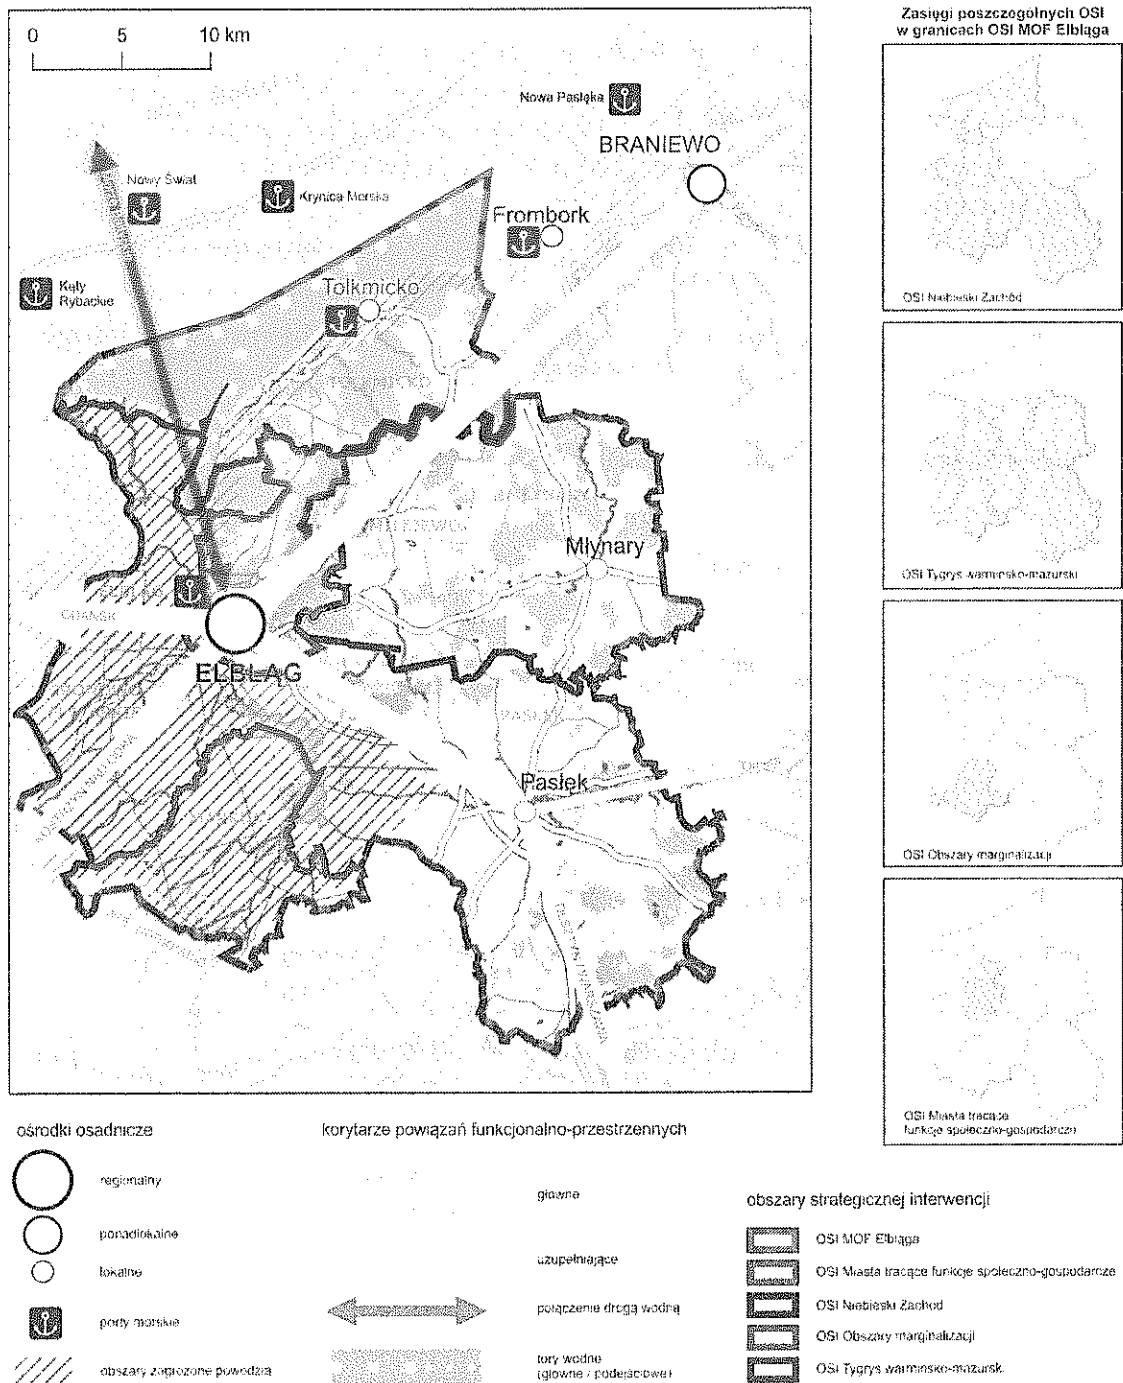 0 5 10 km
Nowa Pasłęka
BRANIEWO
Nowy Świat
Krynica Morska
Frombork
Kąty
Rybackie
Tolkmicko
Młynary
GDAŃSK
ELBLĄG
PASŁĘK
Pasłęk
Zasięgi poszczególnych OSI
w granicach OSI MOF Elbląga
OSI Niebieski Zachód
OSI Tygrys warmińsko-mazurski
OSI Obszary marginalizacji
OSI Miasta tracące
funkcje społeczno-gospodarcze
ośrodki osadnicze
regionalny
ponadlokalne
lokalne
porty morskie
obszary zagrożone powodzią
korytarze powiązań funkcjonalno-przestrzennych
główne
uzupełniające
połączenie drogą wodną
tory wodne
(główne / podejściowe)
obszary strategicznej interwencji
OSI MOF Elbląga
OSI Miasta tracące funkcje społeczno-gospodarcze
OSI Niebieski Zachód
OSI Obszary marginalizacji
OSI Tygrys warmińsko-mazursk.